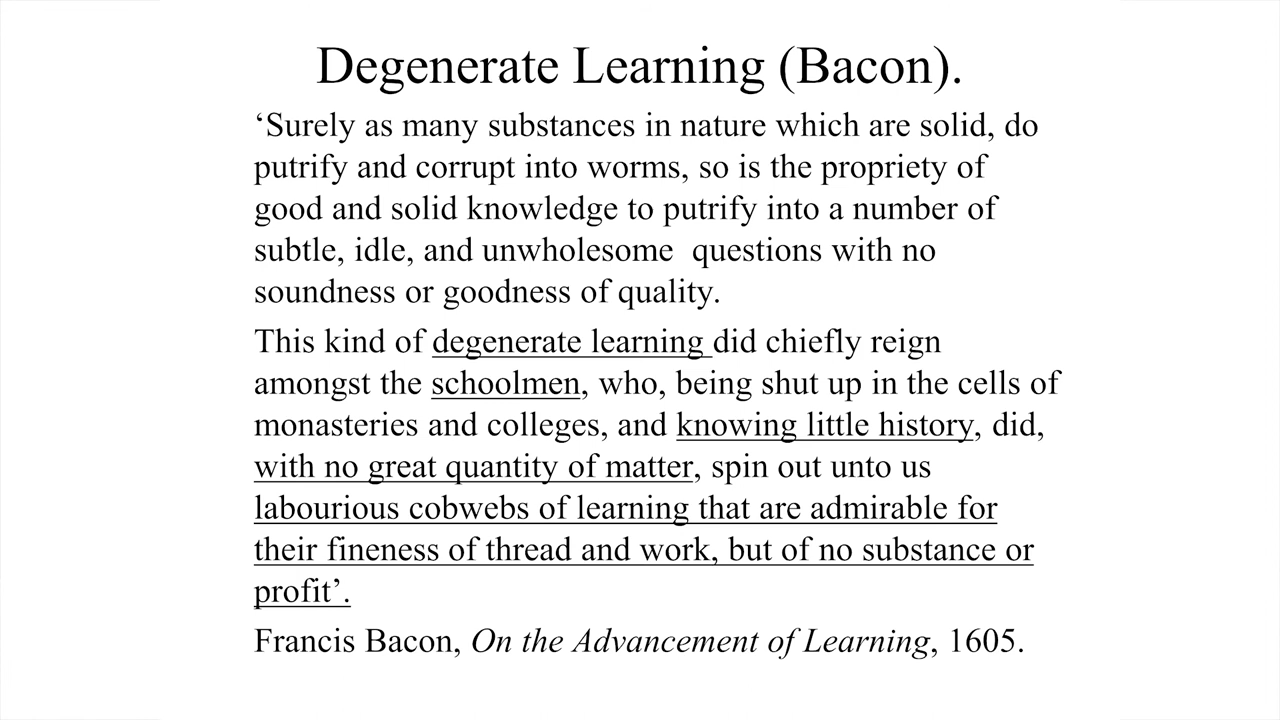 Degenerate Learning (Bacon).
‘Surely as many substances in nature which are solid, do
putrify and corrupt into worms, so is the propriety of
good and solid knowledge to putrify into a number of
subtle, idle, and unwholesome  questions with no
soundness or goodness of quality.
This kind of degenerate learning did chiefly reign
amongst the schoolmen, who, being shut up in the cells of
monasteries and colleges, and knowing little history, did,
with no great quantity of matter, spin out unto us
labourious cobwebs of learning that are admirable for
their fineness of thread and work, but of no substance or
profit’.
Francis Bacon, On the Advancement of Learning, 1605.